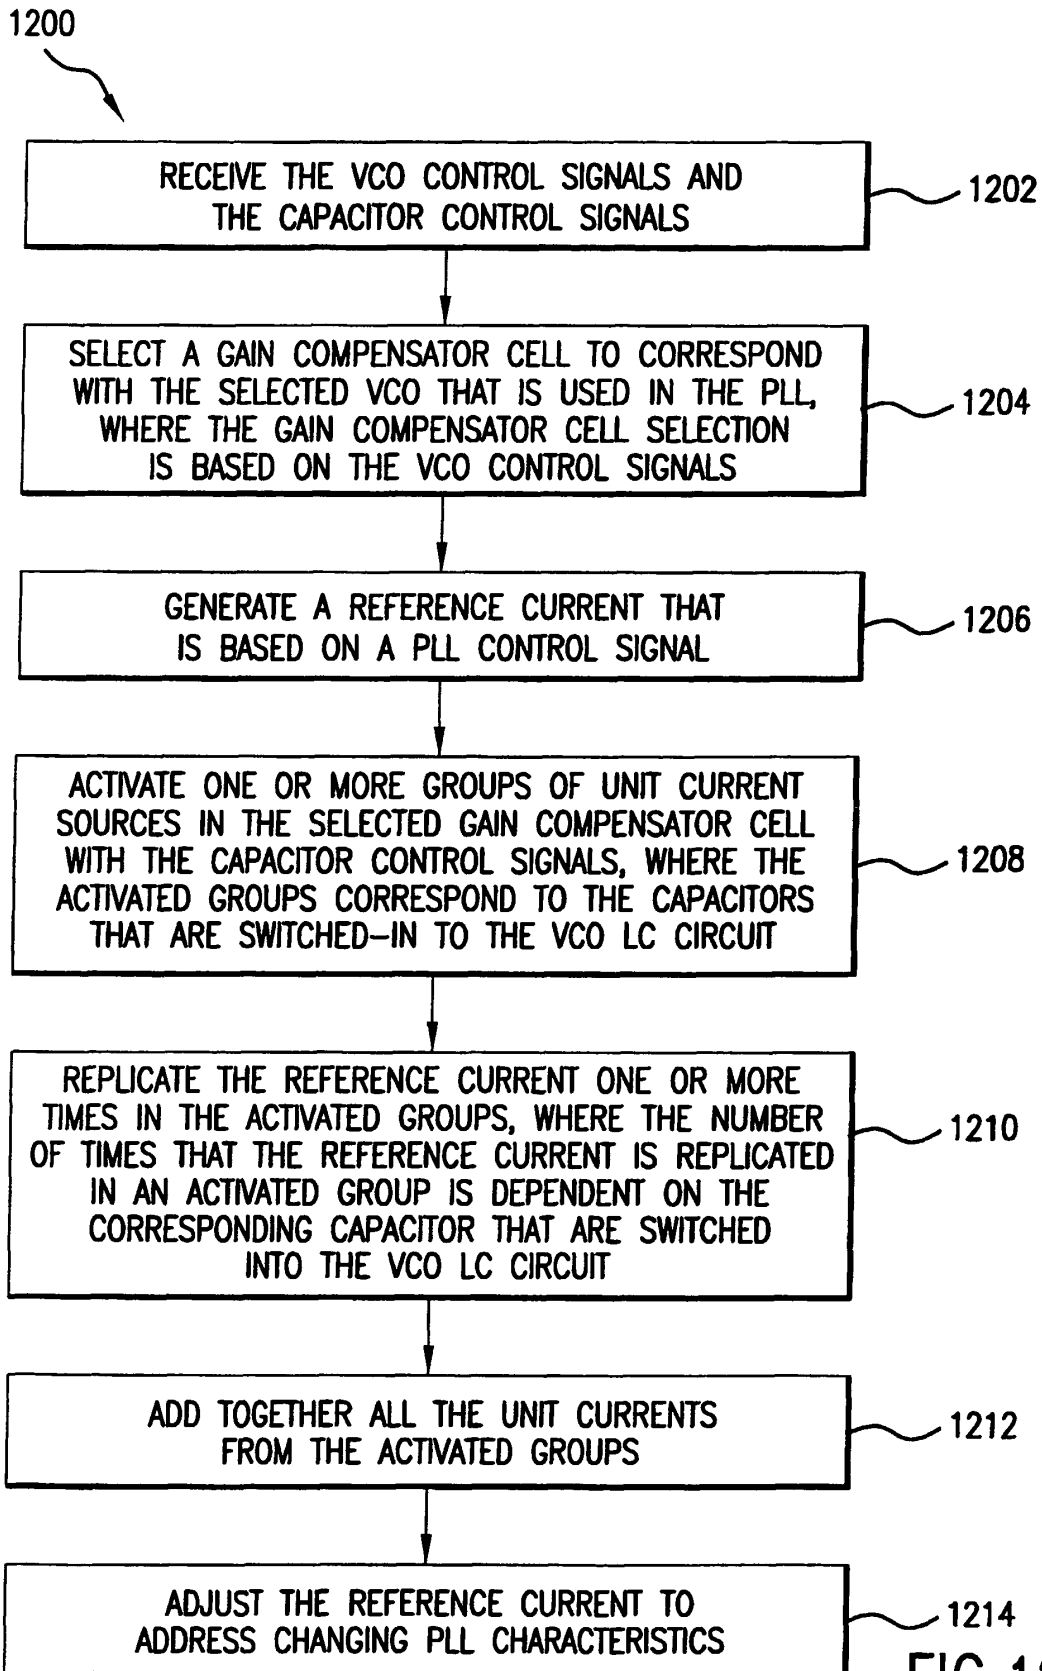 1200
RECEIVE THE VCO CONTROL SIGNALS AND
THE CAPACITOR CONTROL SIGNALS
1202
SELECT A GAIN COMPENSATOR CELL TO CORRESPOND
WITH THE SELECTED VCO THAT IS USED IN THE PLL,
WHERE THE GAIN COMPENSATOR CELL SELECTION
IS BASED ON THE VCO CONTROL SIGNALS
1204
GENERATE A REFERENCE CURRENT THAT
IS BASED ON A PLL CONTROL SIGNAL
1206
ACTIVATE ONE OR MORE GROUPS OF UNIT CURRENT
SOURCES IN THE SELECTED GAIN COMPENSATOR CELL
WITH THE CAPACITOR CONTROL SIGNALS, WHERE THE
ACTIVATED GROUPS CORRESPOND TO THE CAPACITORS
THAT ARE SWITCHED-IN TO THE VCO LC CIRCUIT
1208
REPLICATE THE REFERENCE CURRENT ONE OR MORE
TIMES IN THE ACTIVATED GROUPS, WHERE THE NUMBER
OF TIMES THAT THE REFERENCE CURRENT IS REPLICATED
IN AN ACTIVATED GROUP IS DEPENDENT ON THE
CORRESPONDING CAPACITOR THAT ARE SWITCHED
INTO THE VCO LC CIRCUIT
1210
ADD TOGETHER ALL THE UNIT CURRENTS
FROM THE ACTIVATED GROUPS
1212
ADJUST THE REFERENCE CURRENT TO
ADDRESS CHANGING PLL CHARACTERISTICS
1214
FIG